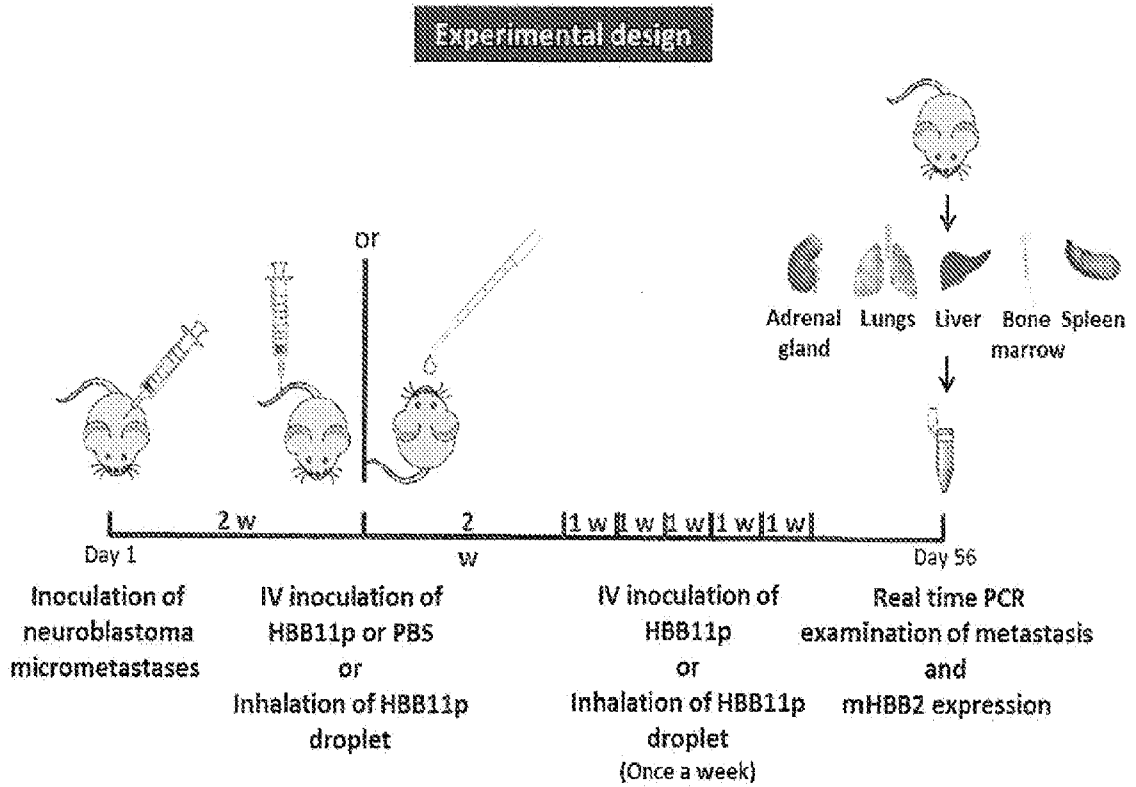 Experimental design
or
Adrenal gland
Lungs
Liver
Bone marrow
Spleen
2 w
2 w
1 w
1 w
1 w
1 w
1 w
Day 1
Day 56
Inoculation of
neuroblastoma
micrometastases
IV inoculation of
HBB11p or PBS
or
Inhalation of HBB11p
droplet
IV inoculation of
HBB11p
or
Inhalation of HBB11p
droplet
(Once a week)
Real time PCR
examination of metastasis
and
mHBB2 expression